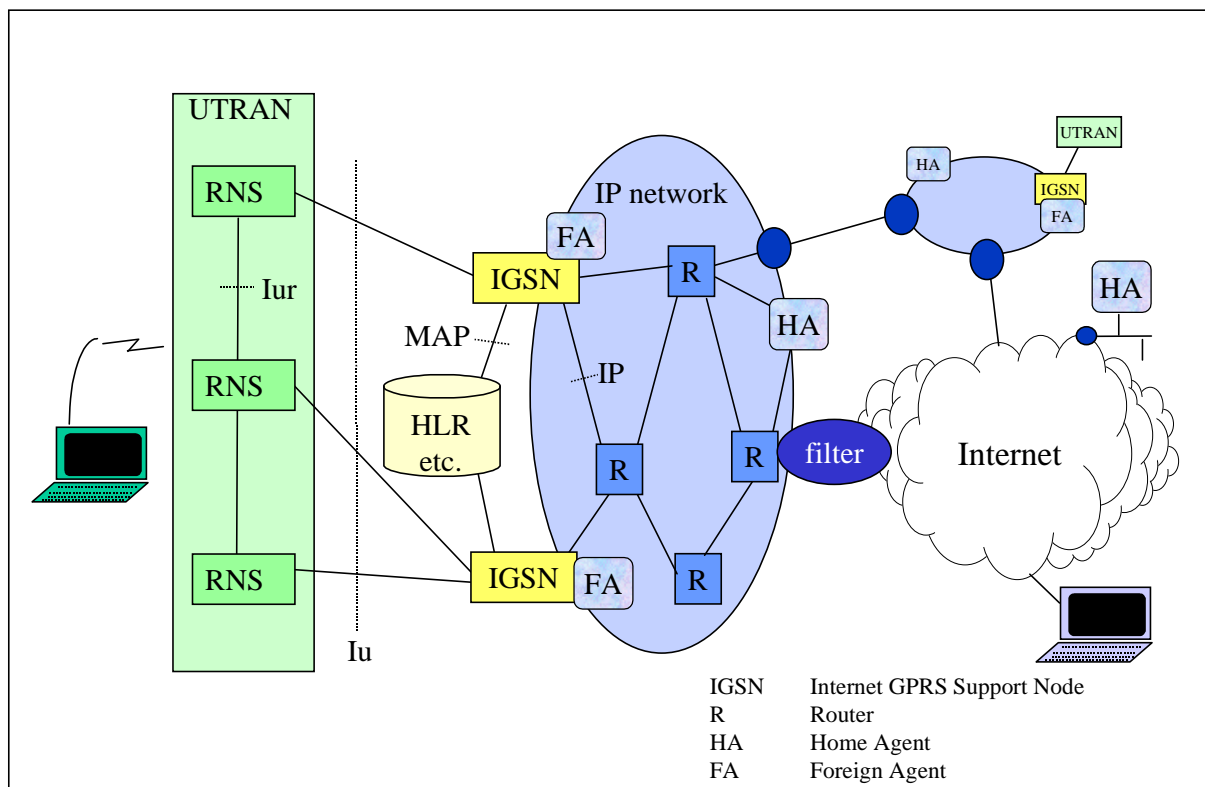 UTRAN
RNS
Iur
RNS
RNS
Iu
IGSN
FA
MAP
HLR
etc.
IGSN
FA
IP network
R
HA
IP
R
R
R
filter
HA
UTRAN
IGSN
FA
HA
Internet
IGSN Internet GPRS Support Node
R Router
HA Home Agent
FA Foreign Agent